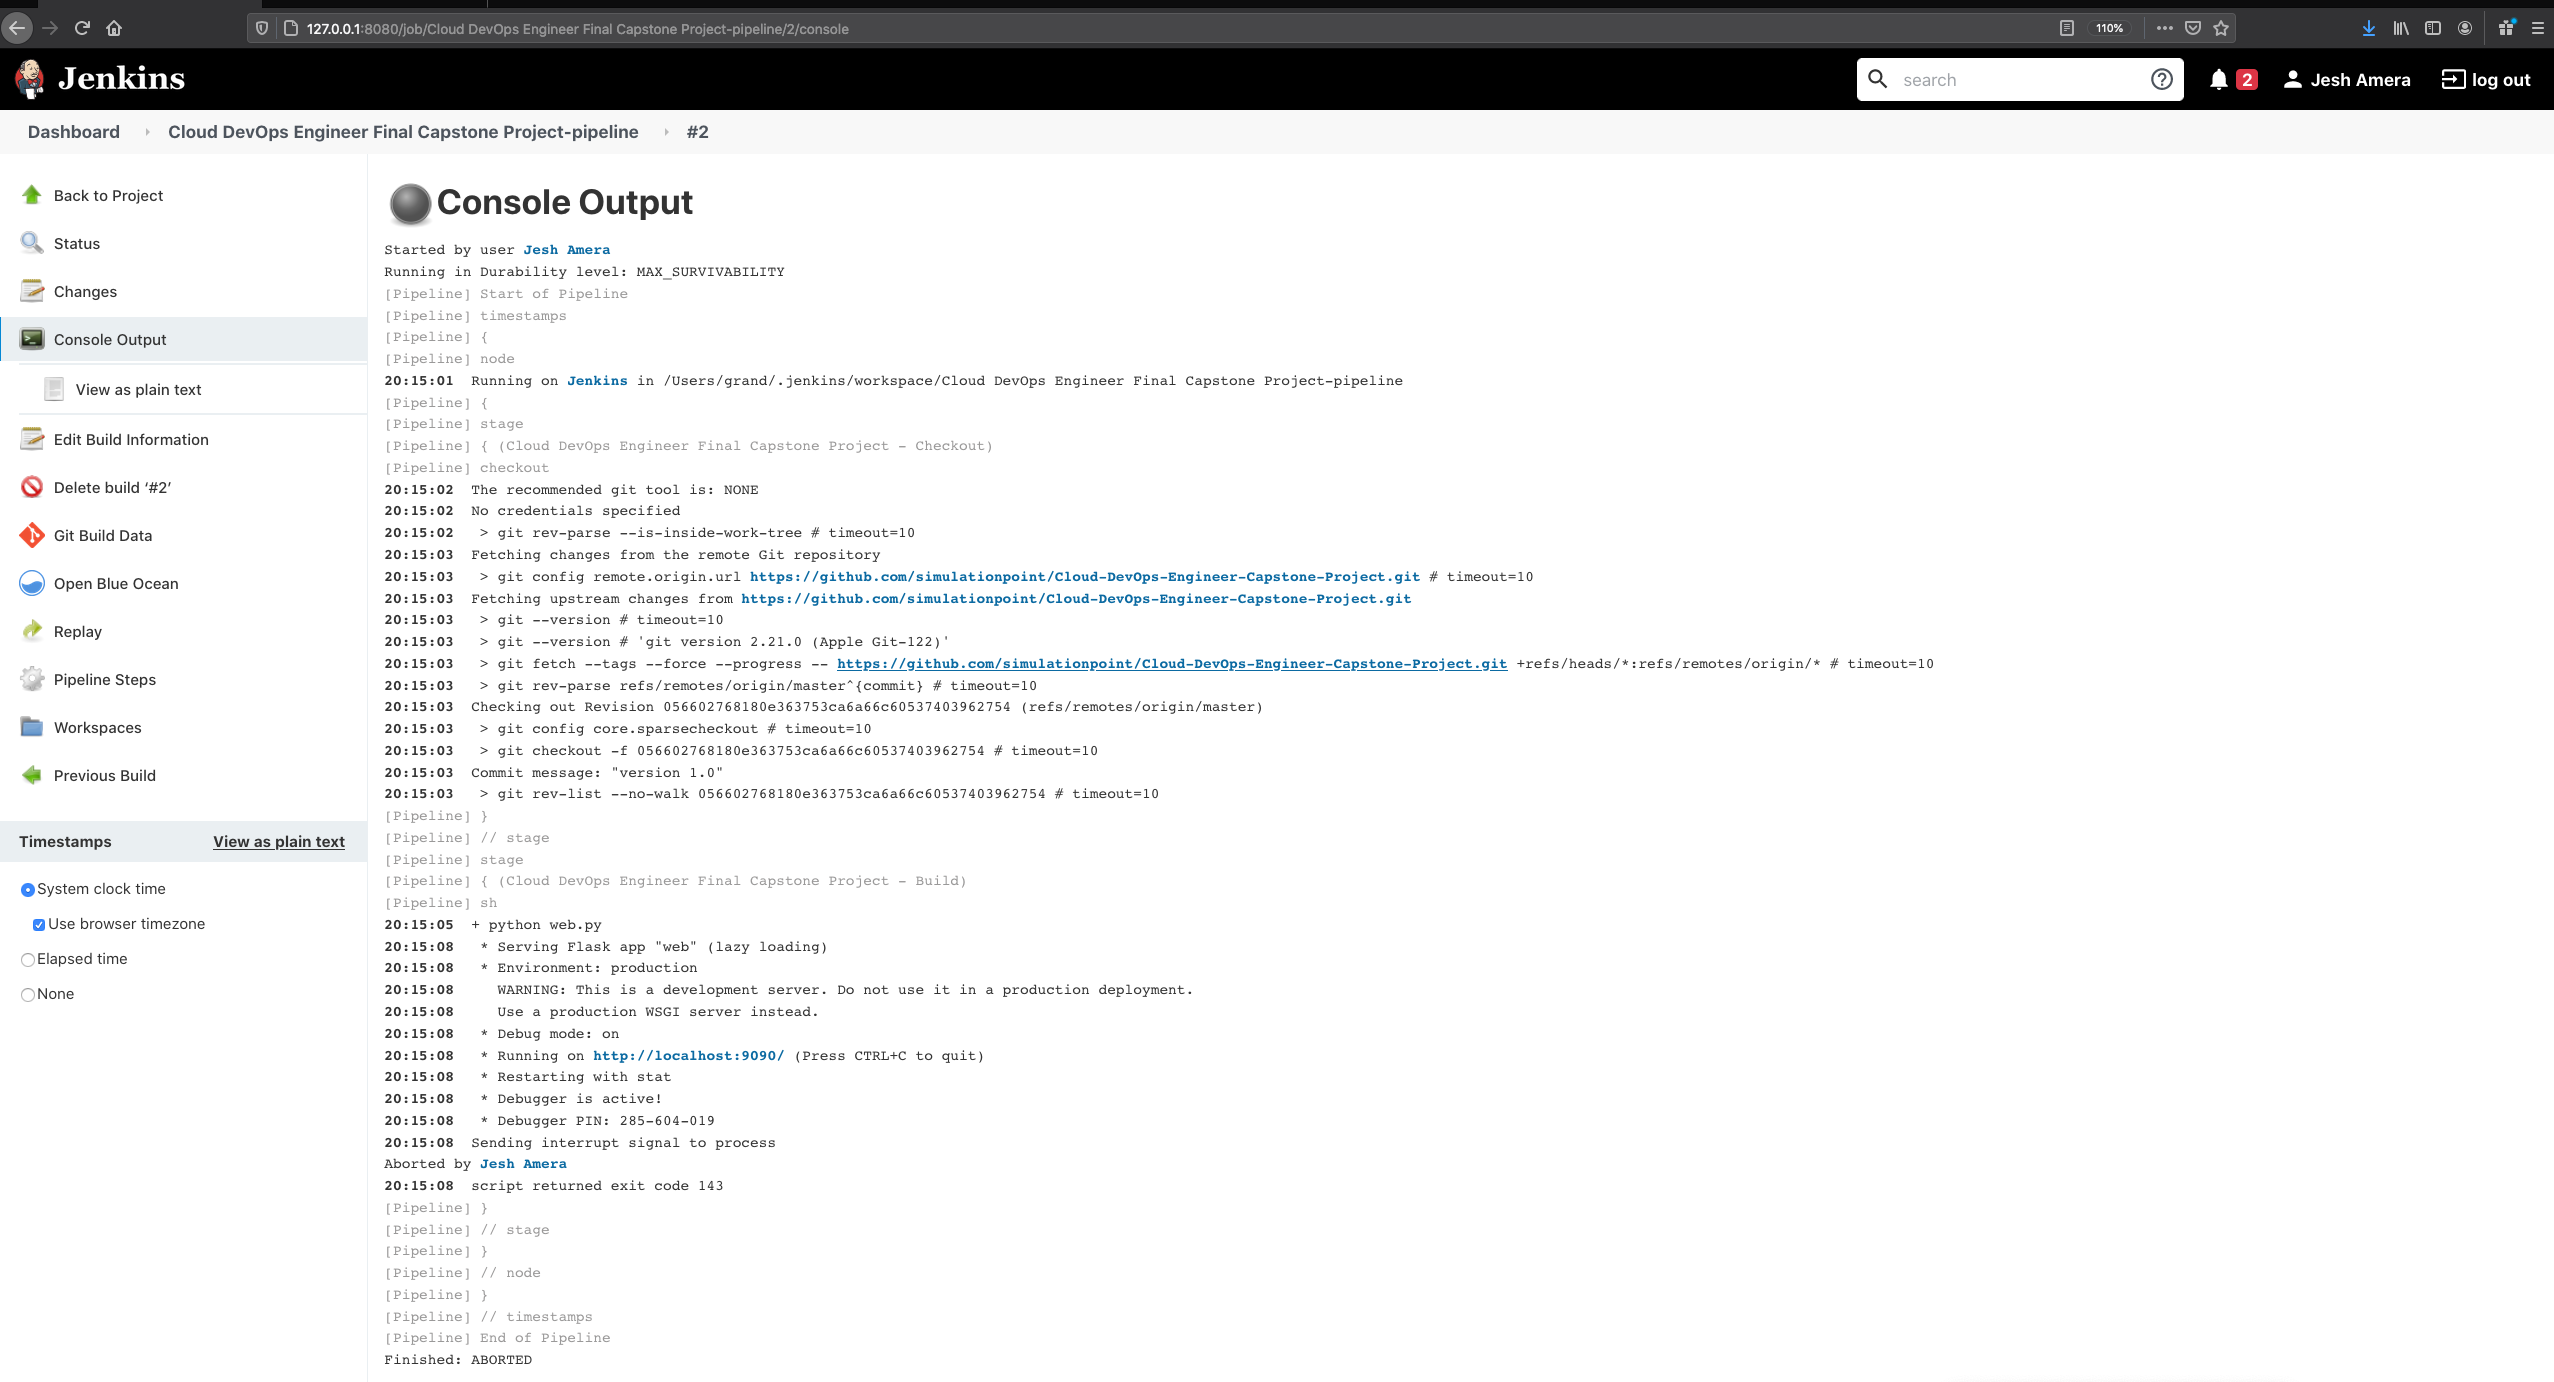 127.0.0.1:8080/job/Cloud DevOps Engineer Final Capstone Project-pipeline/2/console
110%
Jenkins
search
2
Jesh Amera
log out
Dashboard
Cloud DevOps Engineer Final Capstone Project-pipeline
#2
Back to Project
Status
Changes
Console Output
View as plain text
Edit Build Information
Delete build ‘#2’
Git Build Data
Open Blue Ocean
Replay
Pipeline Steps
Workspaces
Previous Build
Timestamps View as plain text
System clock time
Use browser timezone
Elapsed time
None
Console Output
Started by user Jesh Amera
Running in Durability level: MAX_SURVIVABILITY
[Pipeline] Start of Pipeline
[Pipeline] timestamps
[Pipeline] {
[Pipeline] node
20:15:01 Running on Jenkins in /Users/grand/.jenkins/workspace/Cloud DevOps Engineer Final Capstone Project-pipeline
[Pipeline] {
[Pipeline] stage
[Pipeline] { (Cloud DevOps Engineer Final Capstone Project - Checkout)
[Pipeline] checkout
20:15:02 The recommended git tool is: NONE
20:15:02 No credentials specified
20:15:02 > git rev-parse --is-inside-work-tree # timeout=10
20:15:03 Fetching changes from the remote Git repository
20:15:03 > git config remote.origin.url https://github.com/simulationpoint/Cloud-DevOps-Engineer-Capstone-Project.git # timeout=10
20:15:03 Fetching upstream changes from https://github.com/simulationpoint/Cloud-DevOps-Engineer-Capstone-Project.git
20:15:03 > git --version # timeout=10
20:15:03 > git --version # 'git version 2.21.0 (Apple Git-122)'
20:15:03 > git fetch --tags --force --progress -- https://github.com/simulationpoint/Cloud-DevOps-Engineer-Capstone-Project.git +refs/heads/*:refs/remotes/origin/* # timeout=10
20:15:03 > git rev-parse refs/remotes/origin/master^{commit} # timeout=10
20:15:03 Checking out Revision 056602768180e363753ca6a66c60537403962754 (refs/remotes/origin/master)
20:15:03 > git config core.sparsecheckout # timeout=10
20:15:03 > git checkout -f 056602768180e363753ca6a66c60537403962754 # timeout=10
20:15:03 Commit message: "version 1.0"
20:15:03 > git rev-list --no-walk 056602768180e363753ca6a66c60537403962754 # timeout=10
[Pipeline] }
[Pipeline] // stage
[Pipeline] stage
[Pipeline] { (Cloud DevOps Engineer Final Capstone Project - Build)
[Pipeline] sh
20:15:05 + python web.py
20:15:08 * Serving Flask app "web" (lazy loading)
20:15:08 * Environment: production
20:15:08 WARNING: This is a development server. Do not use it in a production deployment.
20:15:08 Use a production WSGI server instead.
20:15:08 * Debug mode: on
20:15:08 * Running on http://localhost:9090/ (Press CTRL+C to quit)
20:15:08 * Restarting with stat
20:15:08 * Debugger is active!
20:15:08 * Debugger PIN: 285-604-019
20:15:08 Sending interrupt signal to process
Aborted by Jesh Amera
20:15:08 script returned exit code 143
[Pipeline] }
[Pipeline] // stage
[Pipeline] }
[Pipeline] // node
[Pipeline] }
[Pipeline] // timestamps
[Pipeline] End of Pipeline
Finished: ABORTED